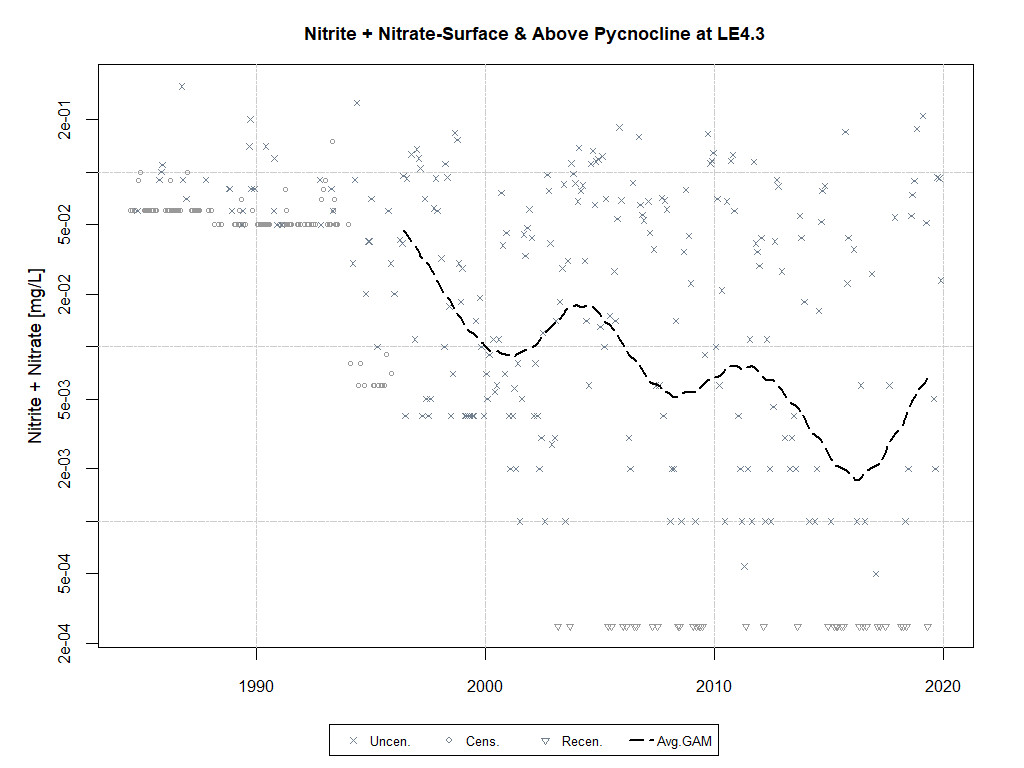 Nitrite + Nitrate-Surface & Above Pycnocline at LE4.3
Nitrite + Nitrate [mg/L]
2e-01
5e-02
2e-02
5e-03
2e-03
5e-04
2e-04
1990 2000 2010 2020
Uncen. Cens. Recen. Avg.GAM